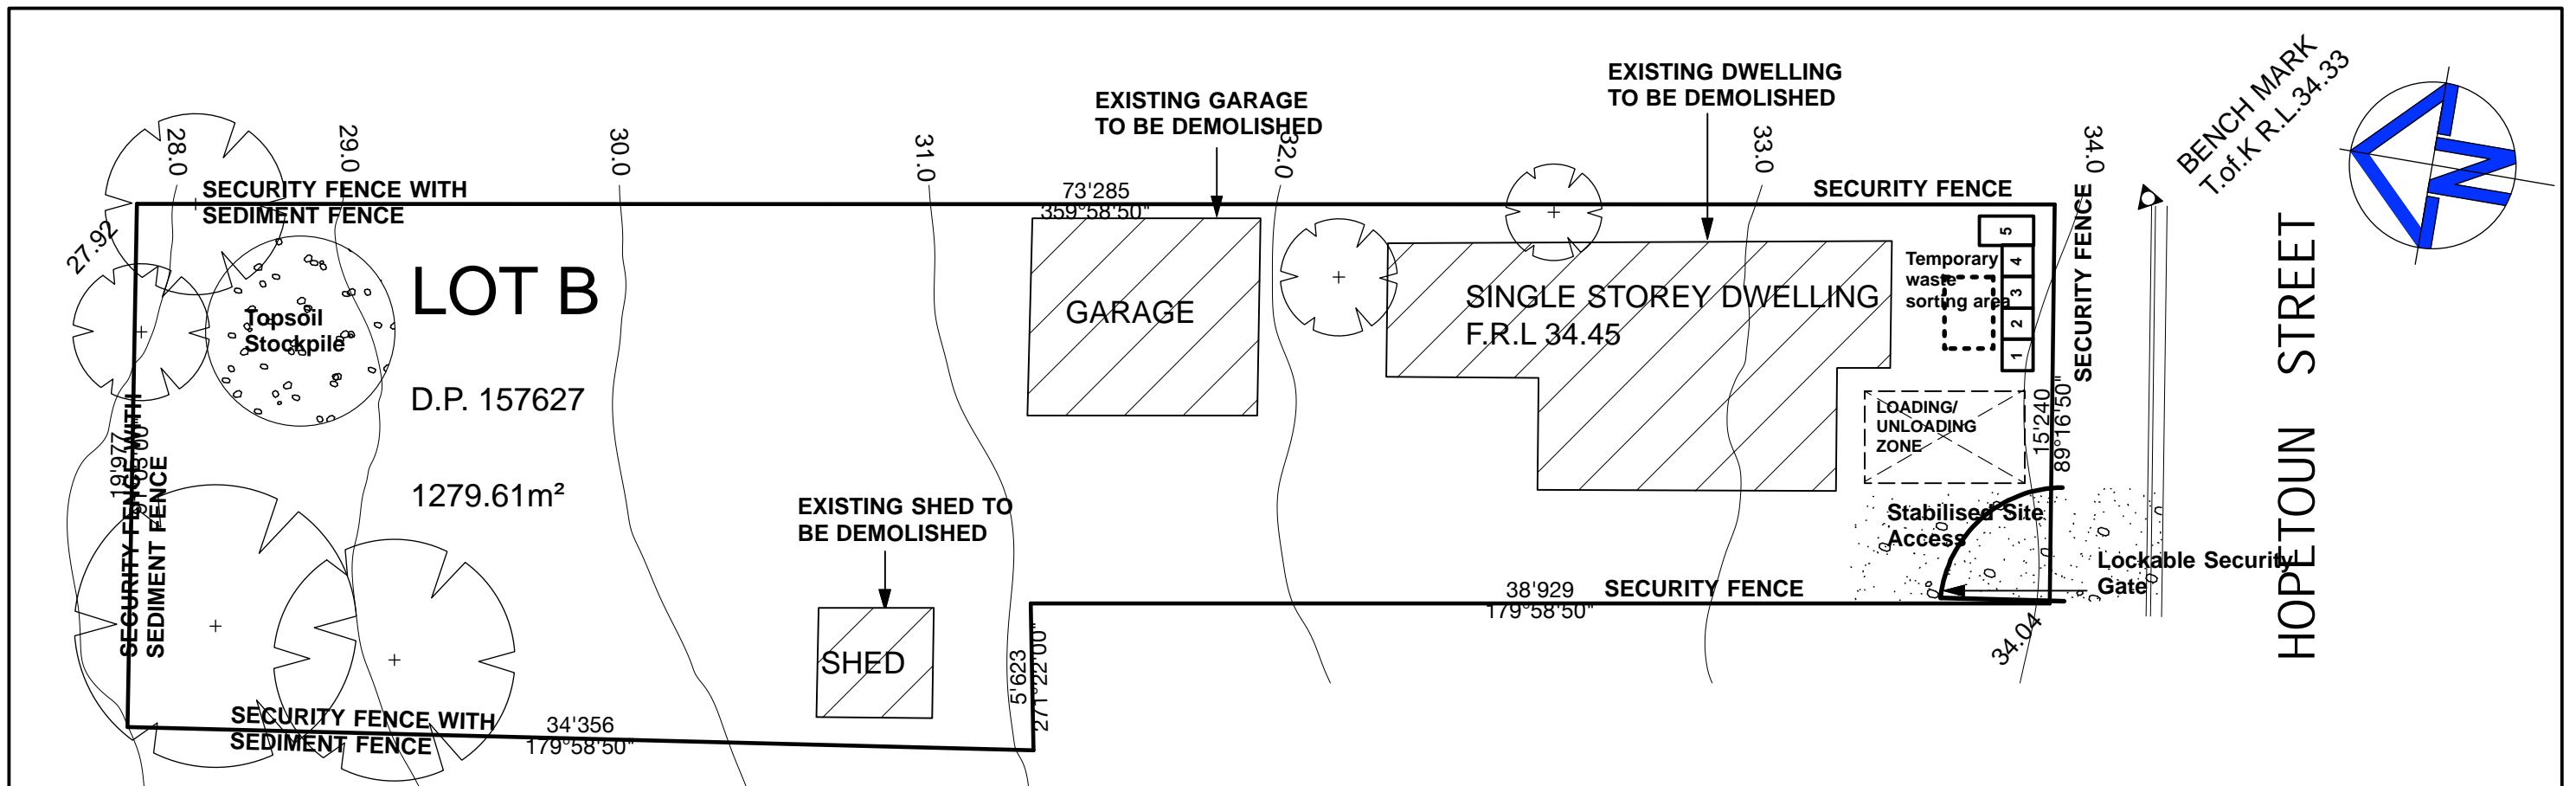 EXISTING DWELLING
TO BE DEMOLISHED
EXISTING GARAGE
TO BE DEMOLISHED
BENCH MARK
T.of.K R.L.34.33
N
28.0
29.0
30.0
31.0
32.0
33.0
34.0
SECURITY FENCE WITH
SEDIMENT FENCE
73'285
359°58'50"
SECURITY FENCE
SECURITY FENCE
27.92
LOT B
Topsoil
Stockpile
GARAGE
SINGLE STOREY DWELLING
F.R.L 34.45
Temporary
waste
sorting area
5
4
3
2
1
HOPETOUN STREET
D.P. 157627
1279.61m²
LOADING/
UNLOADING
ZONE
15'240
89°16'50"
19'977
SECURITY FENCE WITH
SEDIMENT FENCE
EXISTING SHED TO
BE DEMOLISHED
Stabilised Site
Access
Lockable Security
Gate
38'929
179°58'50"
SECURITY FENCE
34.04
SHED
5'623
271°22'00"
SECURITY FENCE WITH
SEDIMENT FENCE
34'356
179°58'50"